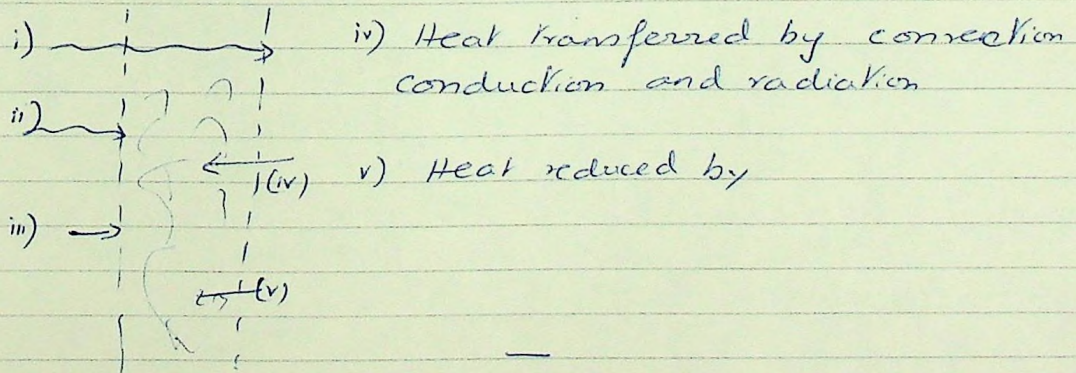 i)
iv) Heat transferred by convection
conduction and radiation
ii)
(iv)
v) Heat reduced by
iii)
(v)